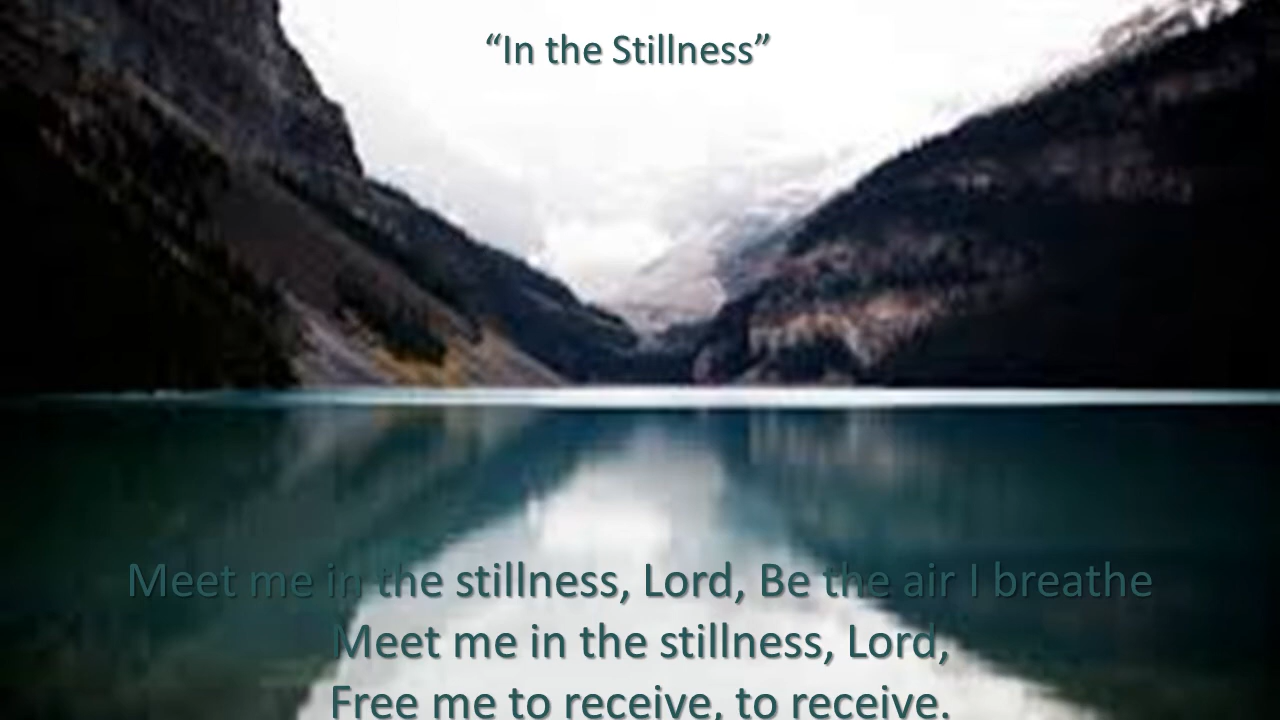 “In the Stillness”
Meet me in the stillness, Lord, Be the air I breathe
Meet me in the stillness, Lord,
Free me to receive, to receive.